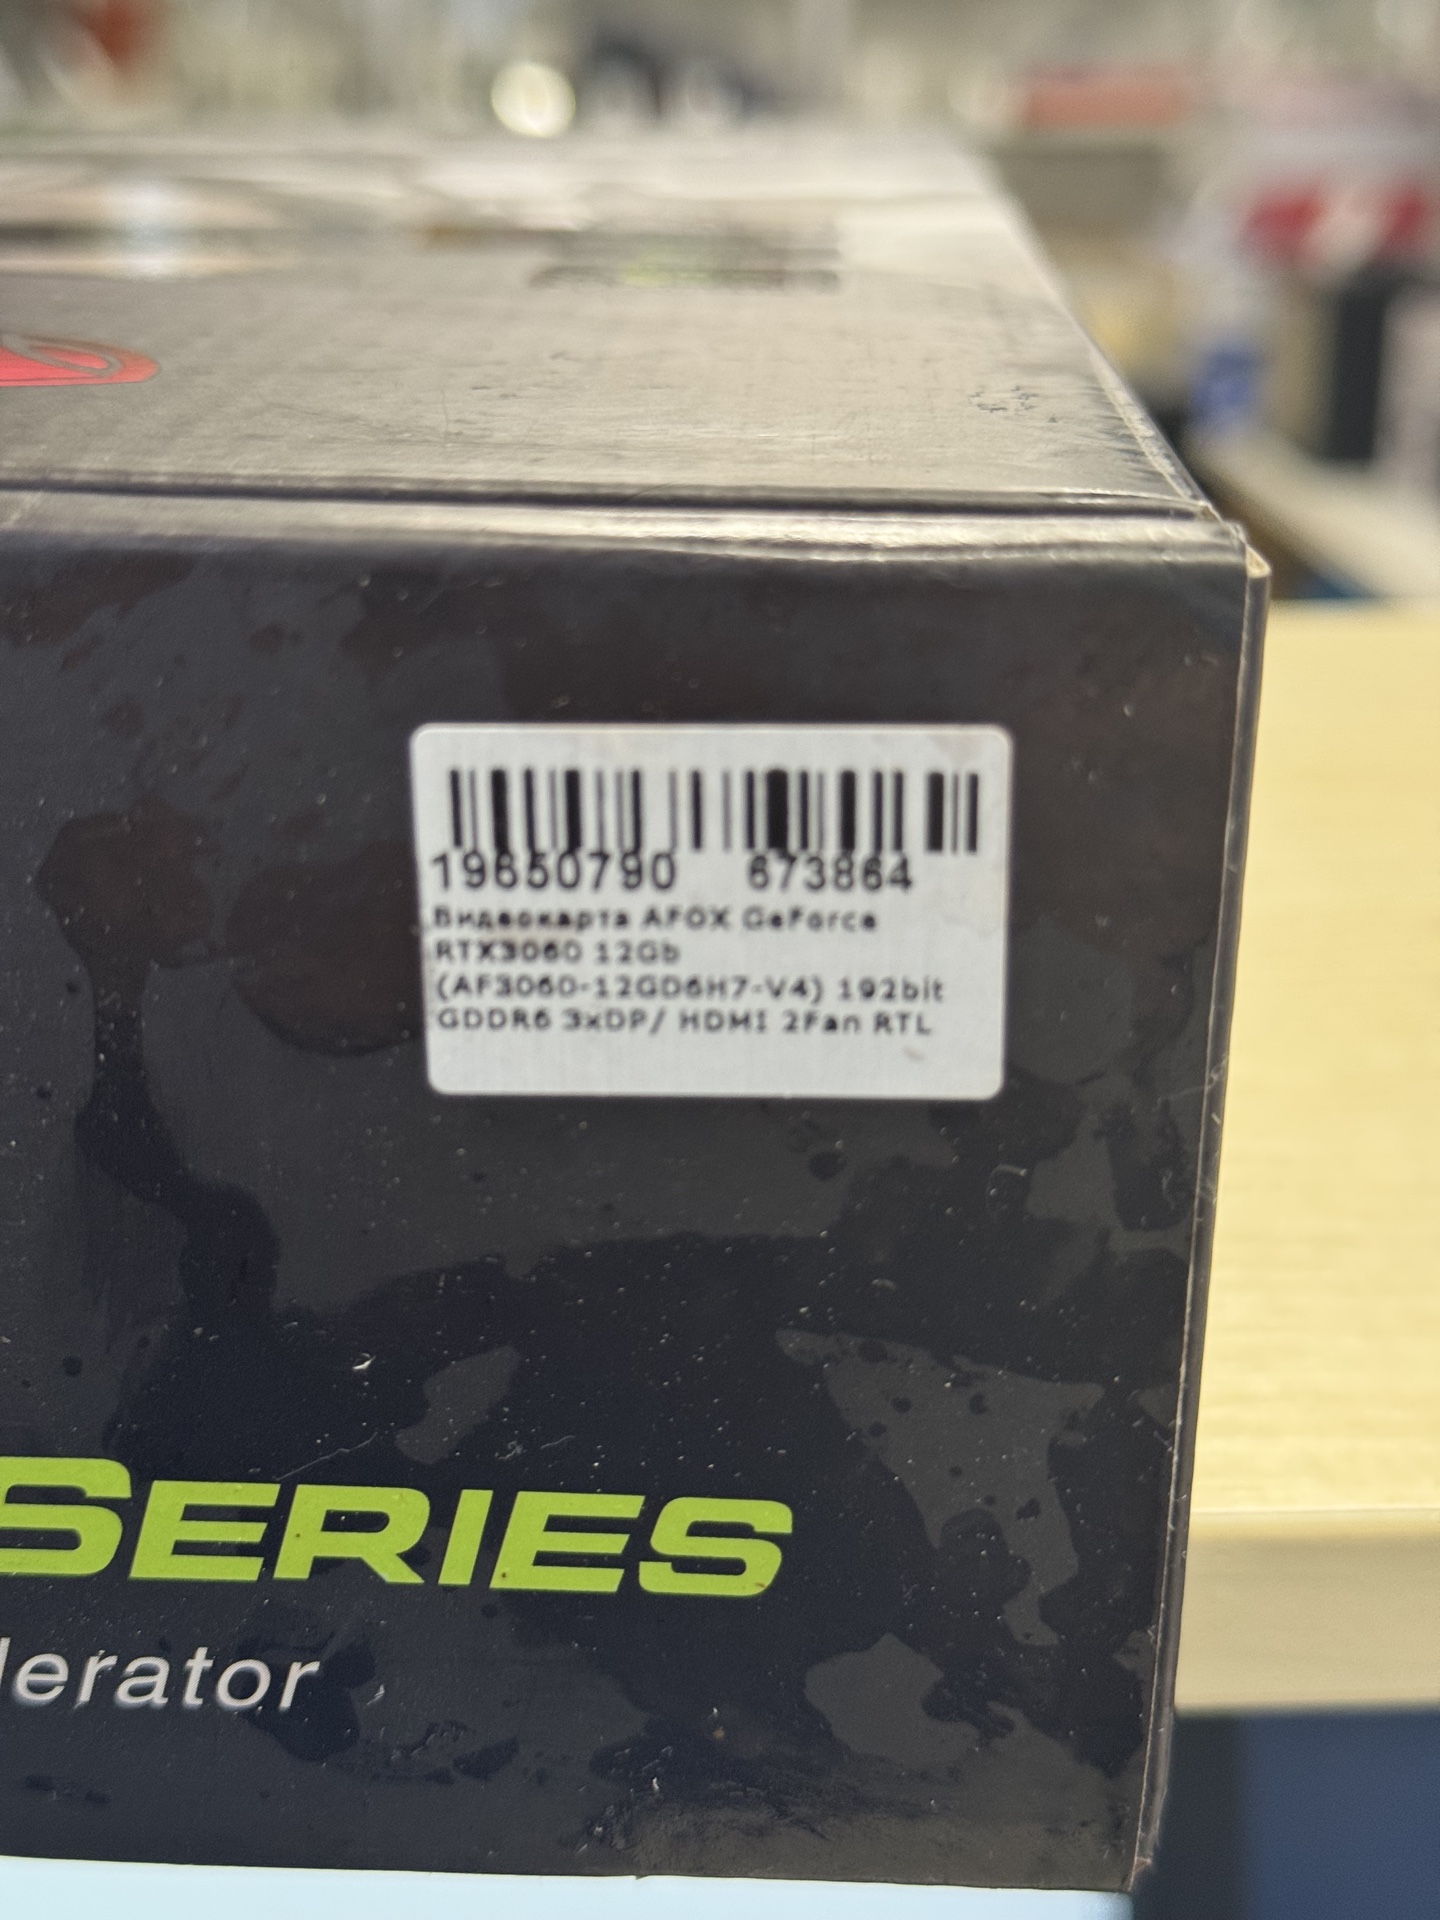 19650790 673864
Видеокарта AFOX GeForce
RTX3060 12Gb
(AF3060-12GD6H7-V4) 192bit
GDDR6 3xDP/ HDMI 2Fan RTL
SERIES
lerator